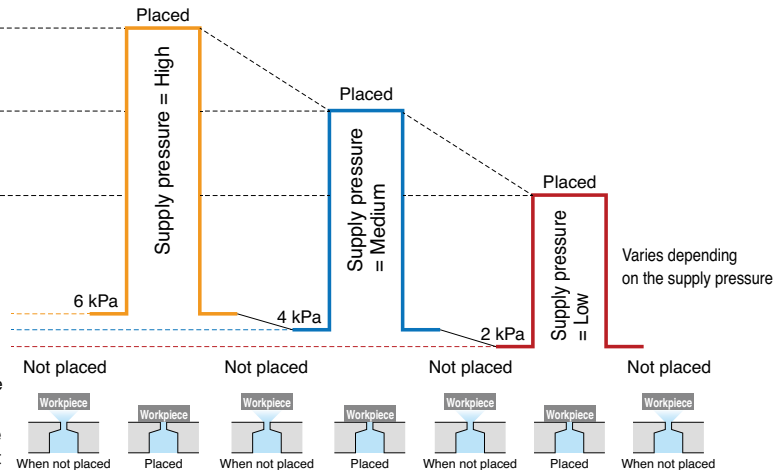 Placed
Supply pressure = High
Placed
Supply pressure
= Medium
Placed
Supply pressure
= Low
Varies depending
on the supply pressure
6 kPa
4 kPa
2 kPa
Not placed
Not placed
Not placed
Not placed
Workpiece
Workpiece
Workpiece
Workpiece
Workpiece
Workpiece
Workpiece
When not placed
Placed
When not placed
Placed
When not placed
Placed
When not placed